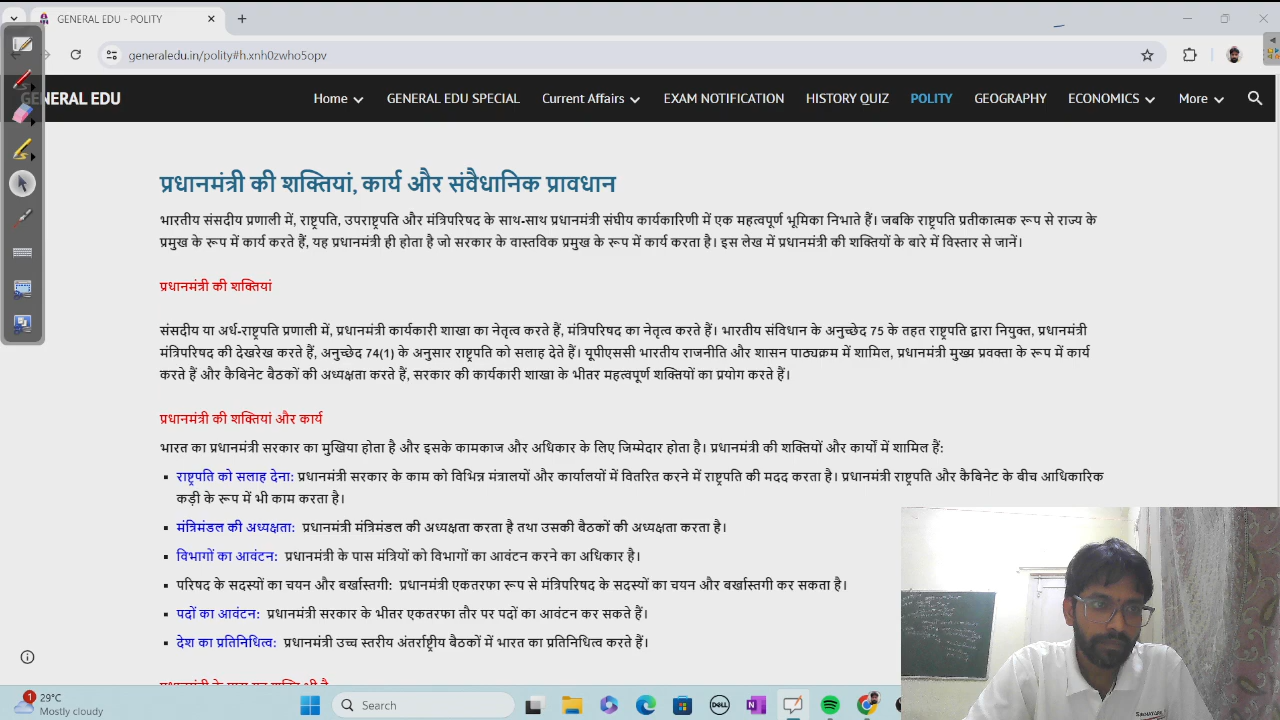 GENERAL EDU - POLITY
generaledu.in/polity#h.xnh0zwho5opv
GENERAL EDU
Home
GENERAL EDU SPECIAL
Current Affairs
EXAM NOTIFICATION
HISTORY QUIZ
POLITY
GEOGRAPHY
ECONOMICS
More
प्रधानमंत्री की शक्तियां, कार्य और संवैधानिक प्रावधान
भारतीय संसदीय प्रणाली में, राष्ट्रपति, उपराष्ट्रपति और मंत्रिपरिषद के साथ-साथ प्रधानमंत्री संघीय कार्यकारिणी में एक महत्वपूर्ण भूमिका निभाते हैं। जबकि राष्ट्रपति प्रतीकात्मक रूप से राज्य के
प्रमुख के रूप में कार्य करते हैं, यह प्रधानमंत्री ही होता है जो सरकार के वास्तविक प्रमुख के रूप में कार्य करता है। इस लेख में प्रधानमंत्री की शक्तियों के बारे में विस्तार से जानें।
प्रधानमंत्री की शक्तियां
संसदीय या अर्ध-राष्ट्रपति प्रणाली में, प्रधानमंत्री कार्यकारी शाखा का नेतृत्व करते हैं, मंत्रिपरिषद का नेतृत्व करते हैं। भारतीय संविधान के अनुच्छेद 75 के तहत राष्ट्रपति द्वारा नियुक्त, प्रधानमंत्री
मंत्रिपरिषद की देखरेख करते हैं, अनुच्छेद 74(1) के अनुसार राष्ट्रपति को सलाह देते हैं। यूपीएससी भारतीय राजनीति और शासन पाठ्यक्रम में शामिल, प्रधानमंत्री मुख्य प्रवक्ता के रूप में कार्य
करते हैं और कैबिनेट बैठकों की अध्यक्षता करते हैं, सरकार की कार्यकारी शाखा के भीतर महत्वपूर्ण शक्तियों का प्रयोग करते हैं।
प्रधानमंत्री की शक्तियां और कार्य
भारत का प्रधानमंत्री सरकार का मुखिया होता है और इसके कामकाज और अधिकार के लिए जिम्मेदार होता है। प्रधानमंत्री की शक्तियों और कार्यों में शामिल हैं:
राष्ट्रपति को सलाह देना: प्रधानमंत्री सरकार के काम को विभिन्न मंत्रालयों और कार्यालयों में वितरित करने में राष्ट्रपति की मदद करता है। प्रधानमंत्री राष्ट्रपति और कैबिनेट के बीच आधिकारिक
कड़ी के रूप में भी काम करता है।
मंत्रिमंडल की अध्यक्षता: प्रधानमंत्री मंत्रिमंडल की अध्यक्षता करता है तथा उसकी बैठकों की अध्यक्षता करता है।
विभागों का आवंटन: प्रधानमंत्री के पास मंत्रियों को विभागों का आवंटन करने का अधिकार है।
परिषद के सदस्यों का चयन और बर्खास्तगी: प्रधानमंत्री एकतरफा रूप से मंत्रिपरिषद के सदस्यों का चयन और बर्खास्तगी कर सकता है।
पदों का आवंटन: प्रधानमंत्री सरकार के भीतर एकतरफा तौर पर पदों का आवंटन कर सकते हैं।
देश का प्रतिनिधित्व: प्रधानमंत्री उच्च स्तरीय अंतर्राष्ट्रीय बैठकों में भारत का प्रतिनिधित्व करते हैं।
1
29°C
Mostly cloudy
Search
DELL